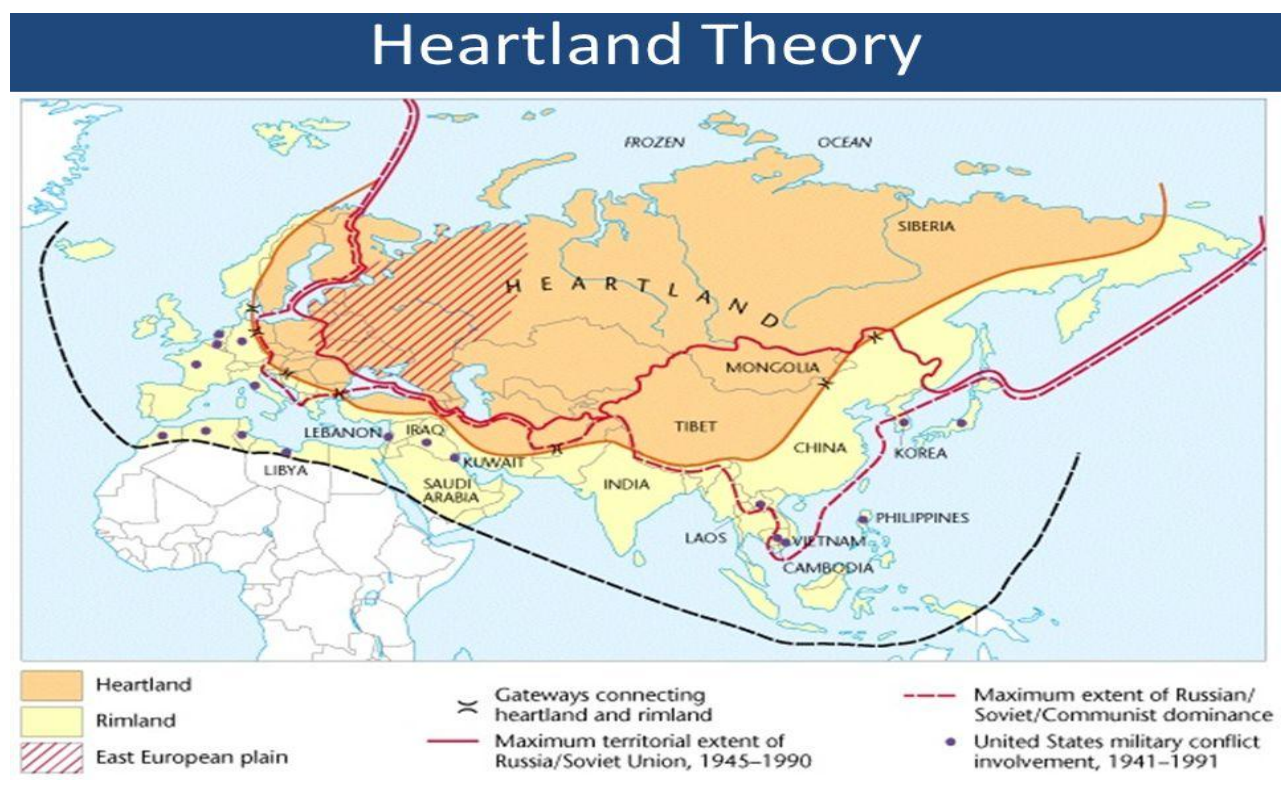 Heartland Theory
FROZEN OCEAN
SIBERIA
HEARTLAND
MONGOLIA
TIBET
CHINA
LEBANON
IRAQ
KUWAIT
KOREA
LIBYA
SAUDI
ARABIA
INDIA
PHILIPPINES
LAOS
VIETNAM
CAMBODIA
Heartland
Rimland
East European plain
Gateways connecting
heartland and rimland
Maximum territorial extent of
Russia/Soviet Union, 1945–1990
Maximum extent of Russian/
Soviet/Communist dominance
United States military conflict
involvement, 1941–1991